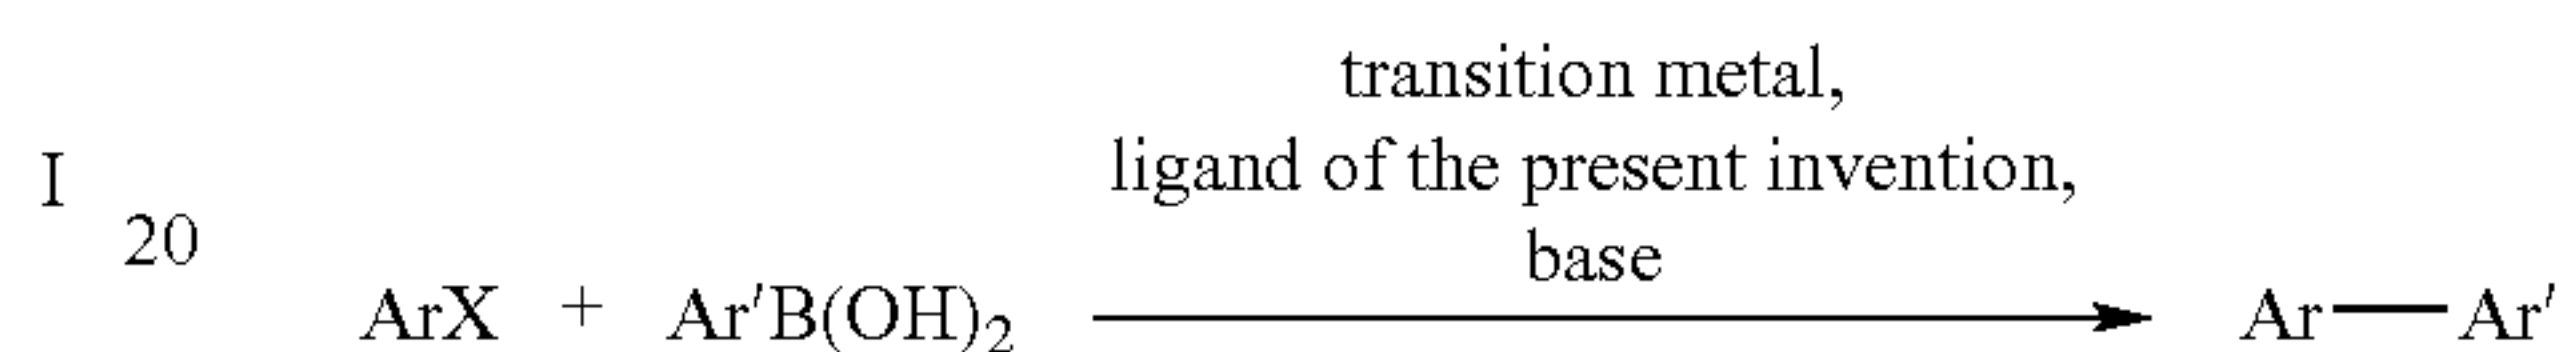 transition metal,
I ligand of the present invention,
20 base
ArX + Ar′B(OH)₂ Ar—Ar′